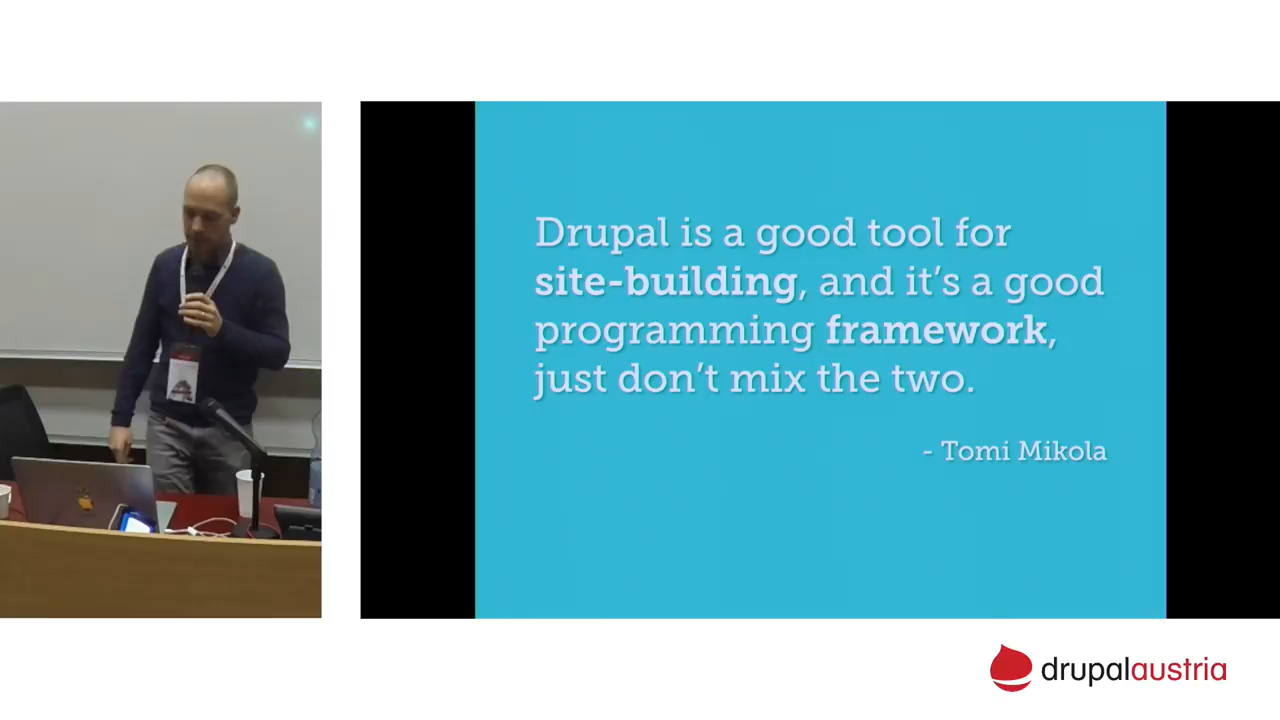 Drupal is a good tool for
site-building, and it’s a good
programming framework,
just don’t mix the two.
- Tomi Mikola
drupalaustria